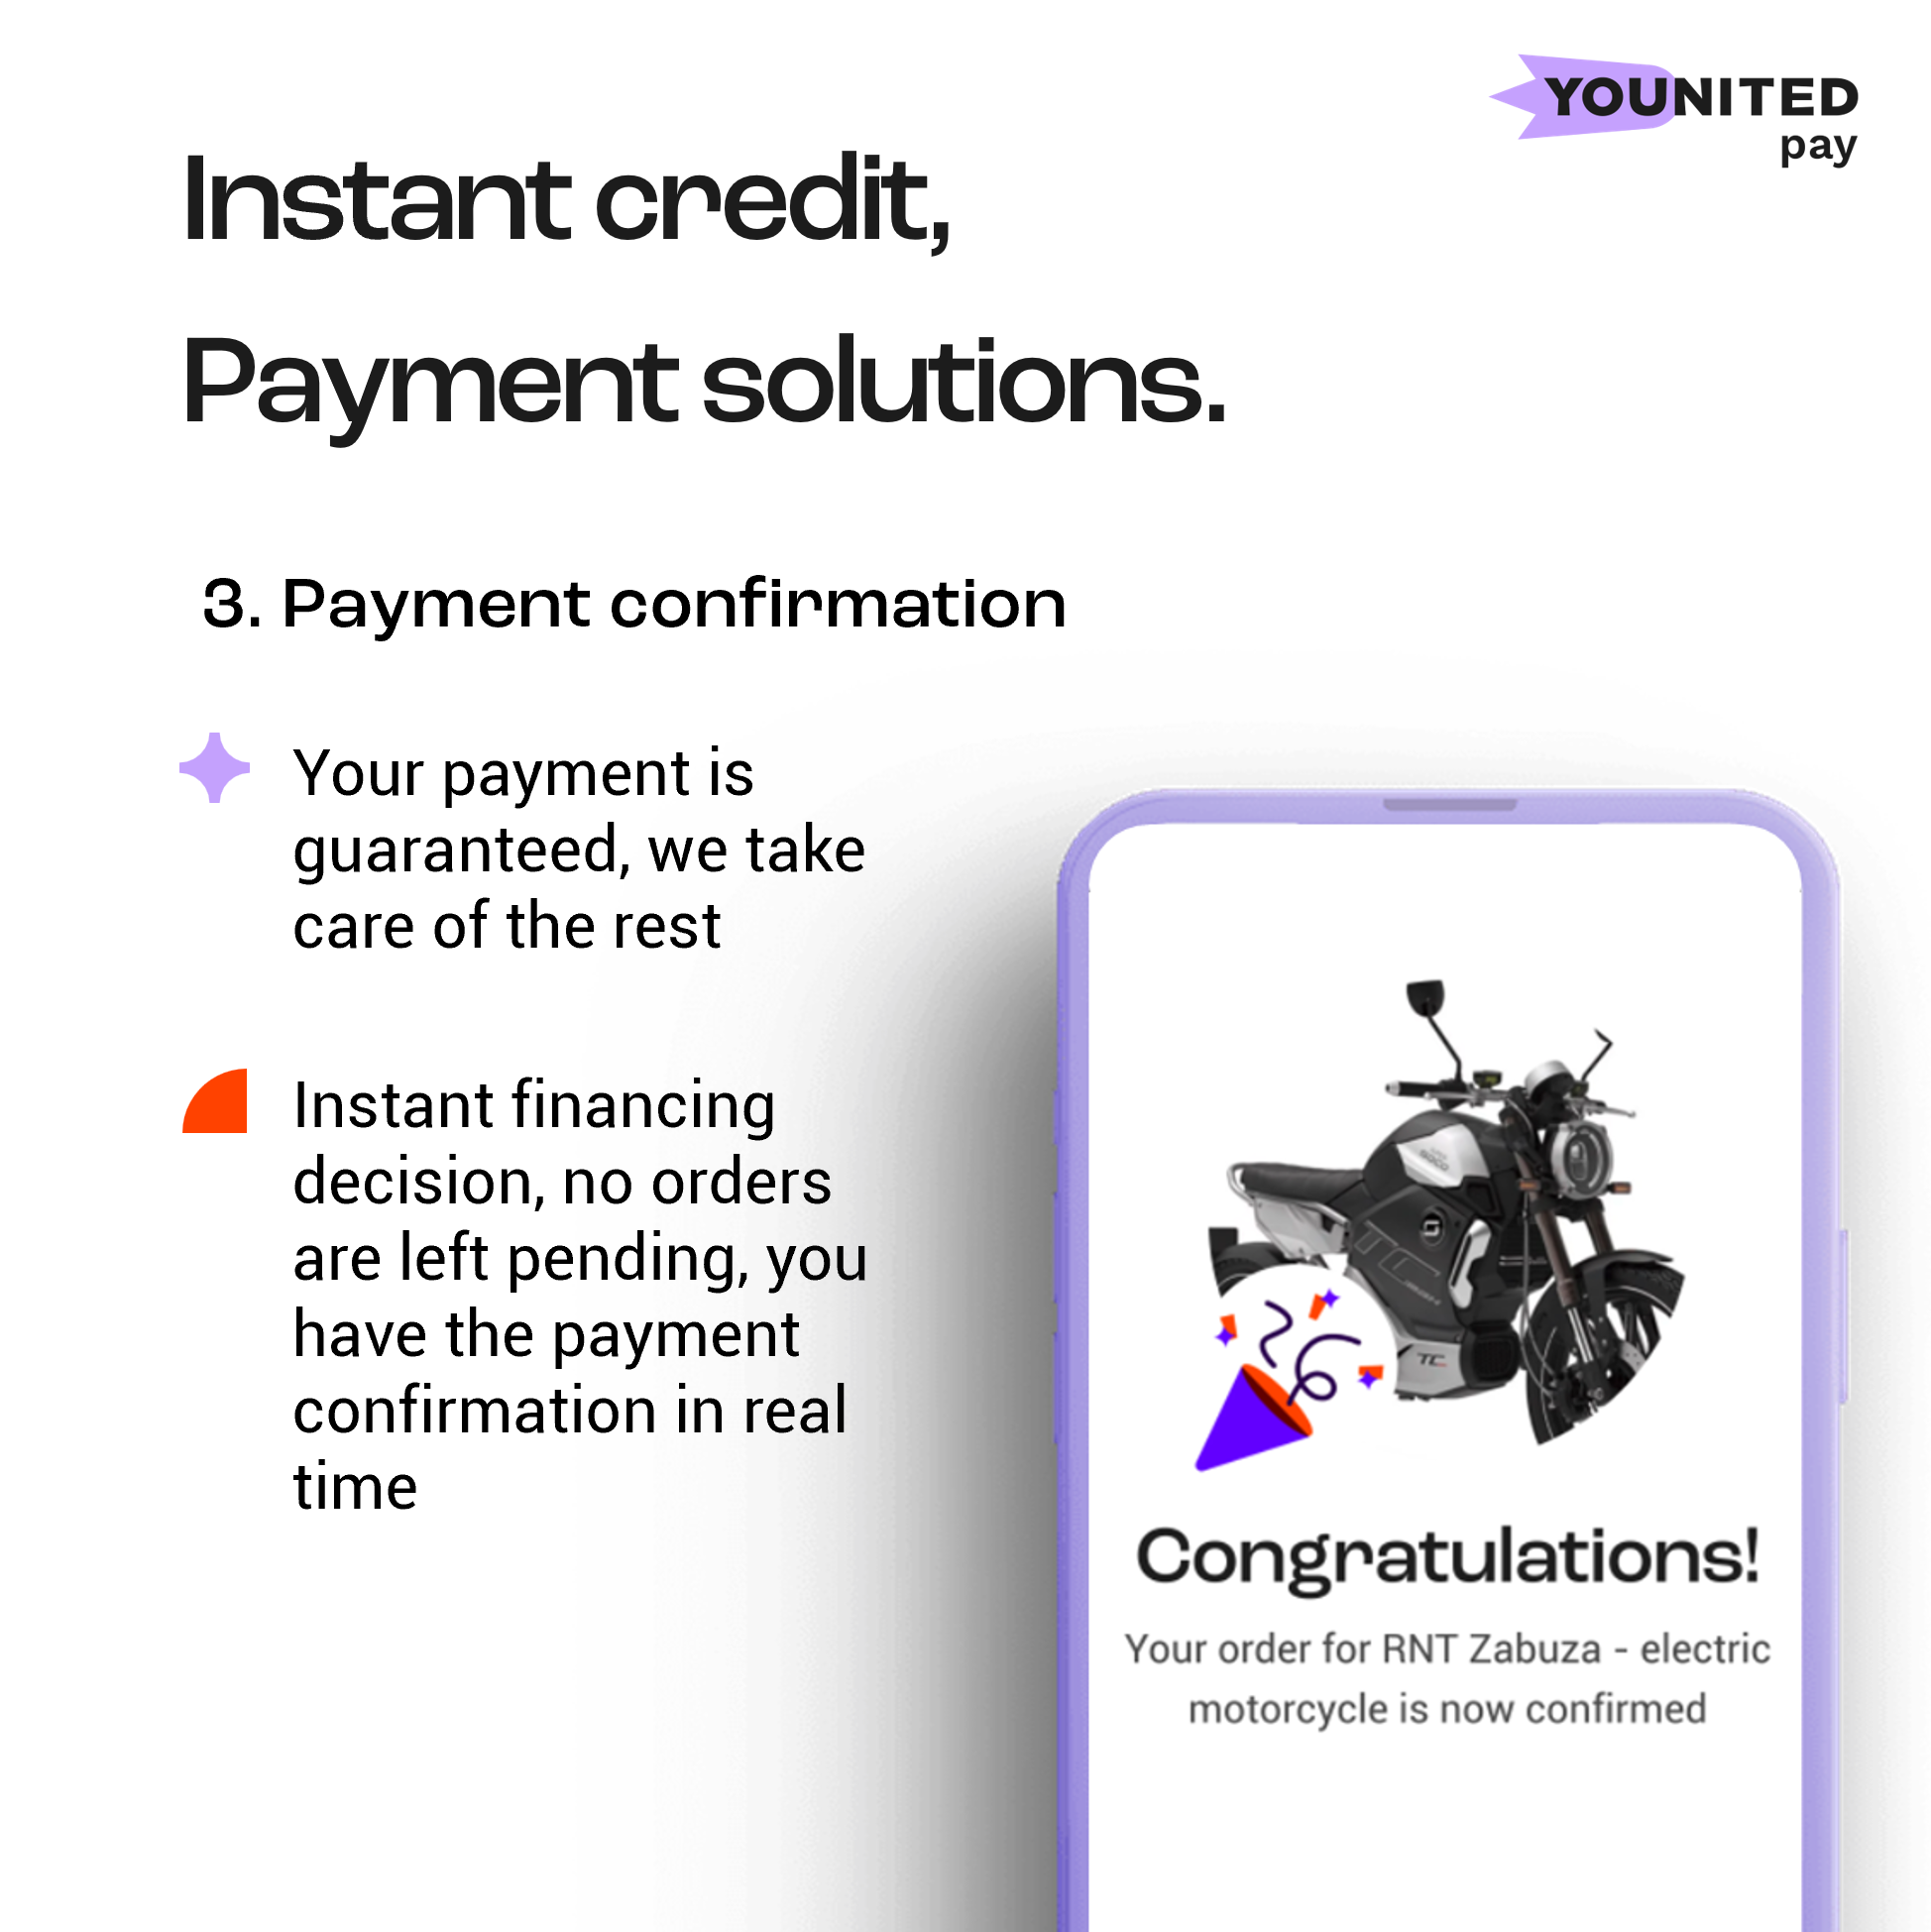 YOUNITED
pay
Instant credit,
Payment solutions.
3. Payment confirmation
Your payment is
guaranteed, we take
care of the rest
Instant financing
decision, no orders
are left pending, you
have the payment
confirmation in real
time
TC
TC
Congratulations!
Your order for RNT Zabuza - electric
motorcycle is now confirmed